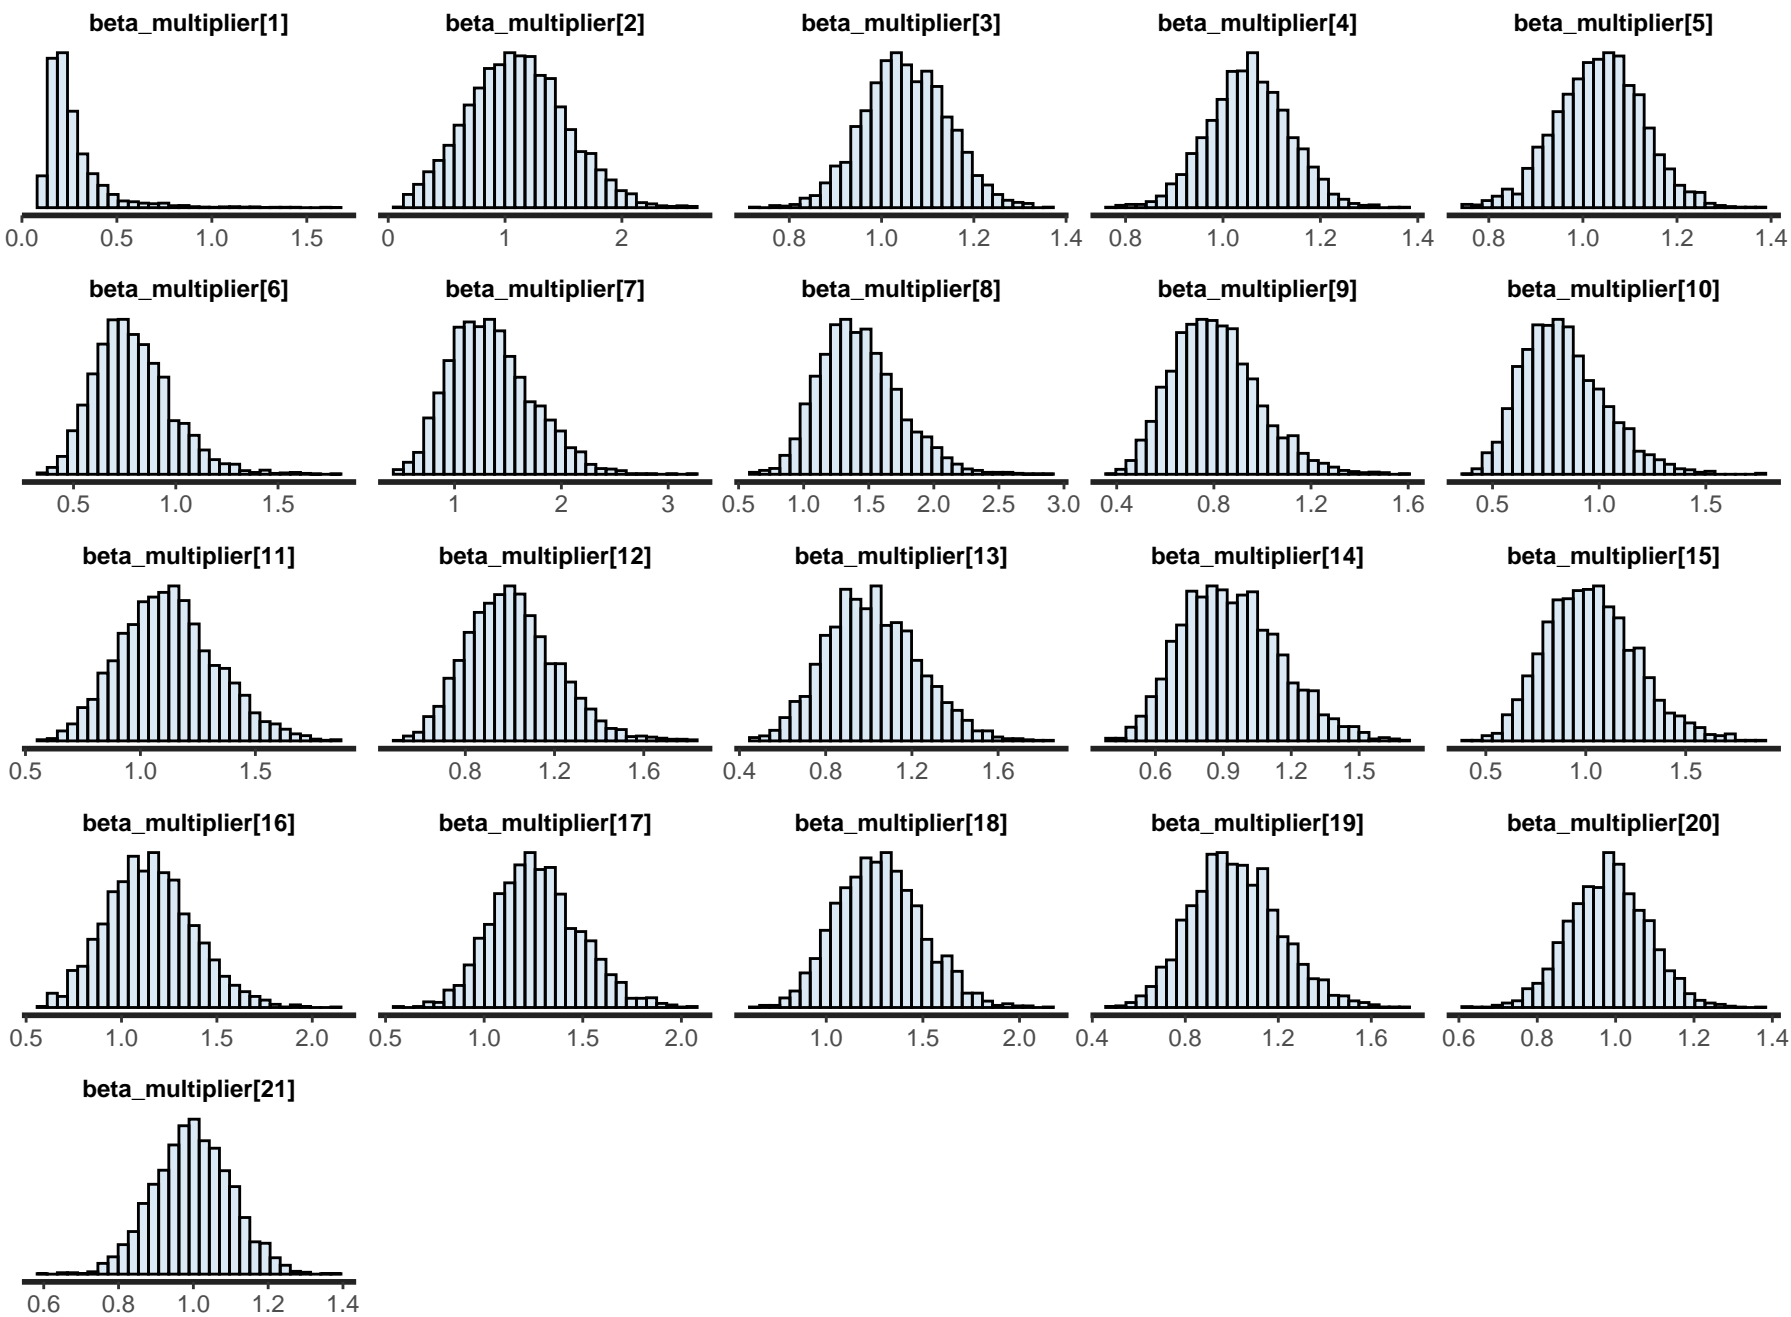 beta_multiplier[1] beta_multiplier[2] beta_multiplier[3] beta_multiplier[4] beta_multiplier[5]
0.0 0.5 1.0 1.5 0 1 2 0.8 1.0 1.2 1.4 0.8 1.0 1.2 1.4 0.8 1.0 1.2 1.4
beta_multiplier[6] beta_multiplier[7] beta_multiplier[8] beta_multiplier[9] beta_multiplier[10]
0.5 1.0 1.5 1 2 3 0.5 1.0 1.5 2.0 2.5 3.0 0.4 0.8 1.2 1.6 0.5 1.0 1.5
beta_multiplier[11] beta_multiplier[12] beta_multiplier[13] beta_multiplier[14] beta_multiplier[15]
0.5 1.0 1.5 0.8 1.2 1.6 0.4 0.8 1.2 1.6 0.6 0.9 1.2 1.5 0.5 1.0 1.5
beta_multiplier[16] beta_multiplier[17] beta_multiplier[18] beta_multiplier[19] beta_multiplier[20]
0.5 1.0 1.5 2.0 0.5 1.0 1.5 2.0 1.0 1.5 2.0 0.4 0.8 1.2 1.6 0.6 0.8 1.0 1.2 1.4
beta_multiplier[21]
0.6 0.8 1.0 1.2 1.4